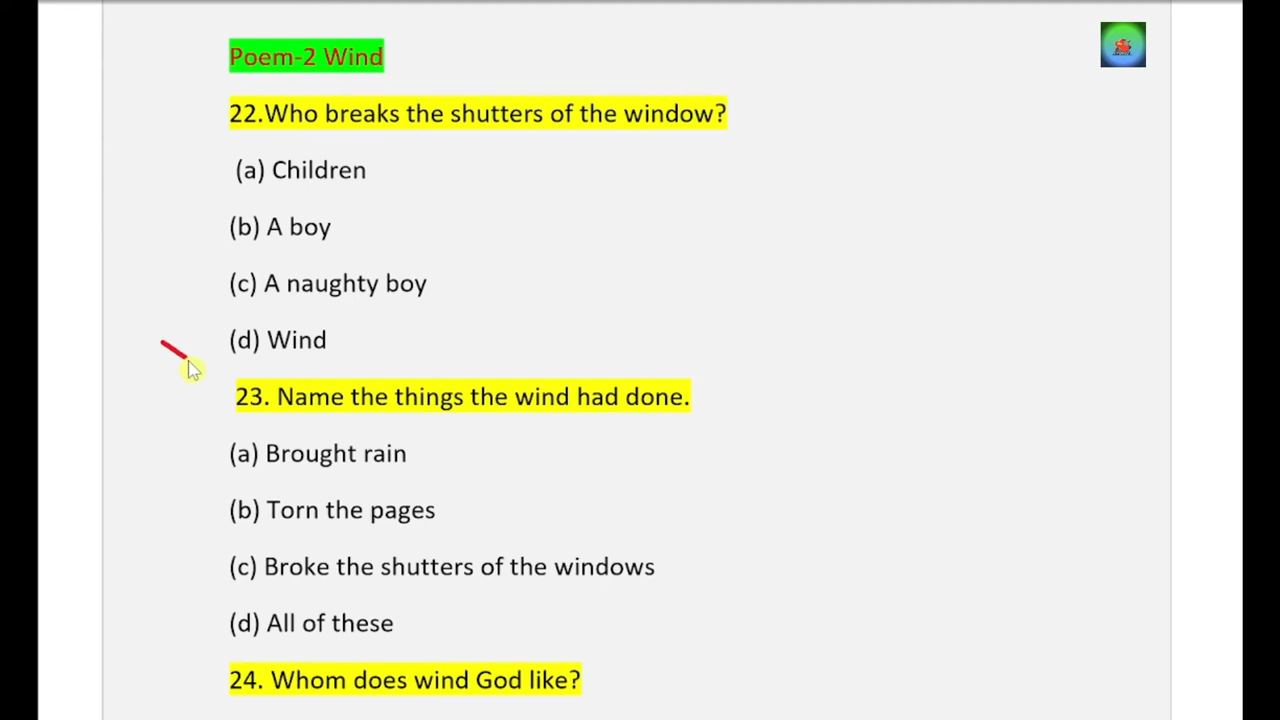 Poem-2 Wind
22.Who breaks the shutters of the window?
(a) Children
(b) A boy
(c) A naughty boy
(d) Wind
23. Name the things the wind had done.
(a) Brought rain
(b) Torn the pages
(c) Broke the shutters of the windows
(d) All of these
24. Whom does wind God like?